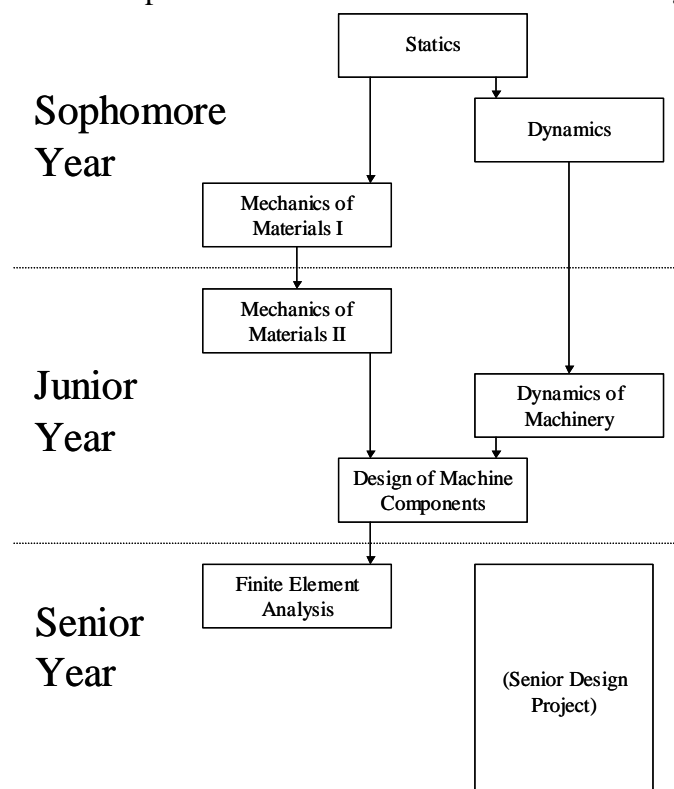 Statics
Sophomore
Year
Dynamics
Mechanics of
Materials I
Mechanics of
Materials II
Junior
Year
Dynamics of
Machinery
Design of Machine
Components
Finite Element
Analysis
Senior
Year
(Senior Design
Project)